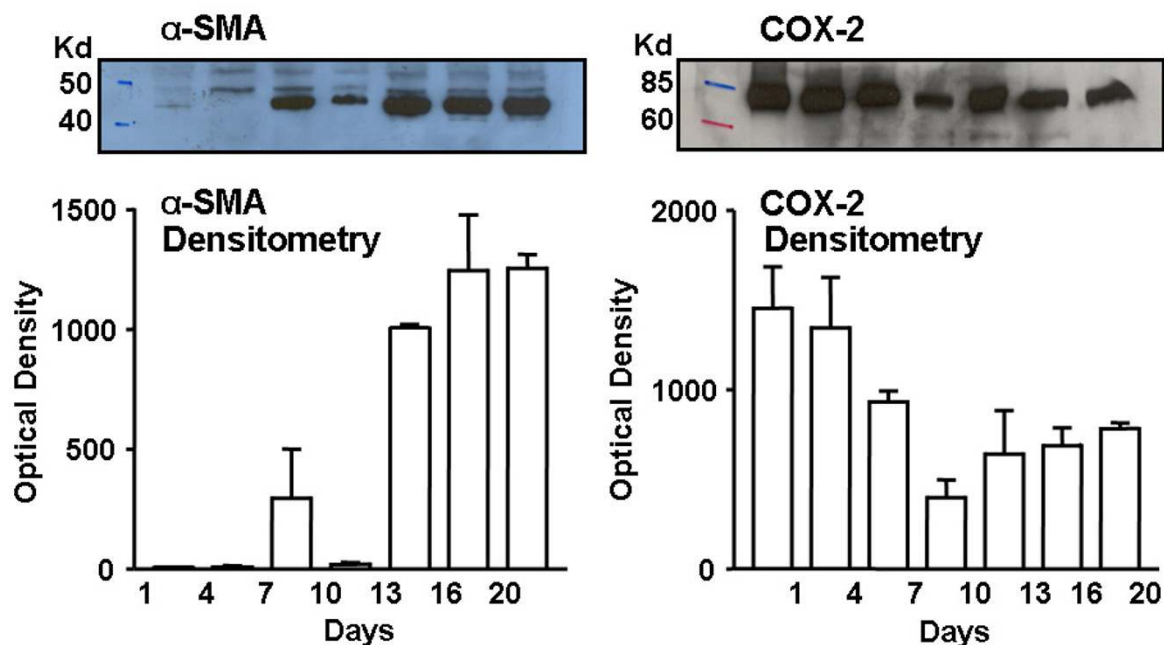 α-SMA
Kd
50
40
COX-2
Kd
85
60
α-SMA
Densitometry
1500
1000
500
0
Optical Density
1 4 7 10 13 16 20
Days
COX-2
Densitometry
2000
1000
0
Optical Density
1 4 7 10 13 16 20
Days